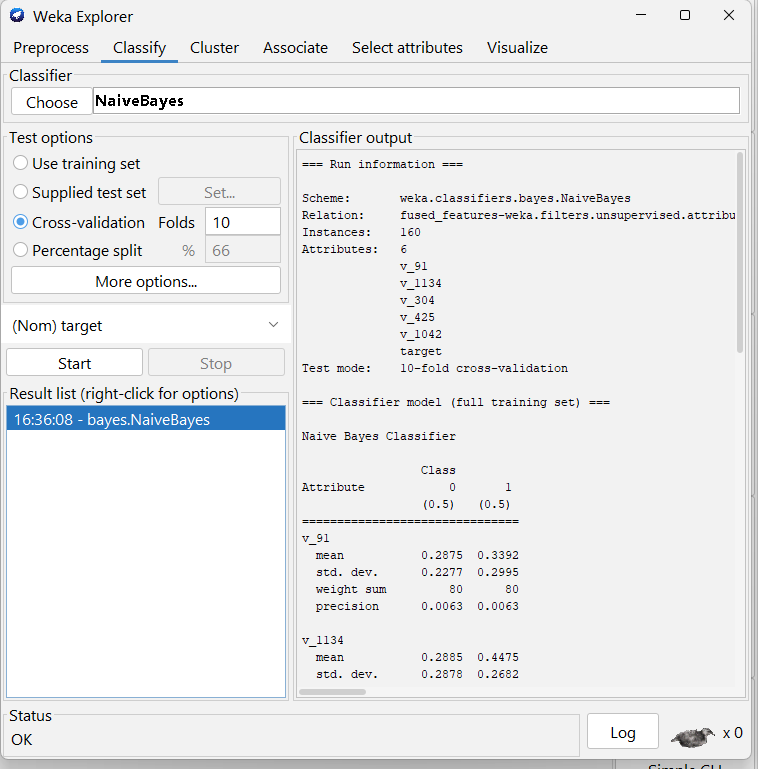 Weka Explorer
Preprocess Classify Cluster Associate Select attributes Visualize
Classifier
Choose NaiveBayes
Test options
Use training set
Supplied test set Set...
Cross-validation Folds 10
Percentage split % 66
More options...
(Nom) target
Start Stop
Result list (right-click for options)
16:36:08 - bayes.NaiveBayes
Classifier output
=== Run information ===
Scheme: weka.classifiers.bayes.NaiveBayes
Relation: fused_features-weka.filters.unsupervised.attribu
Instances: 160
Attributes: 6
v_91
v_1134
v_304
v_425
v_1042
target
Test mode: 10-fold cross-validation
=== Classifier model (full training set) ===
Naive Bayes Classifier
Class
Attribute 0 1
(0.5) (0.5)
===============================
v_91
mean 0.2875 0.3392
std. dev. 0.2277 0.2995
weight sum 80 80
precision 0.0063 0.0063
v_1134
mean 0.2885 0.4475
std. dev. 0.2878 0.2682
Status
OK
Log x 0